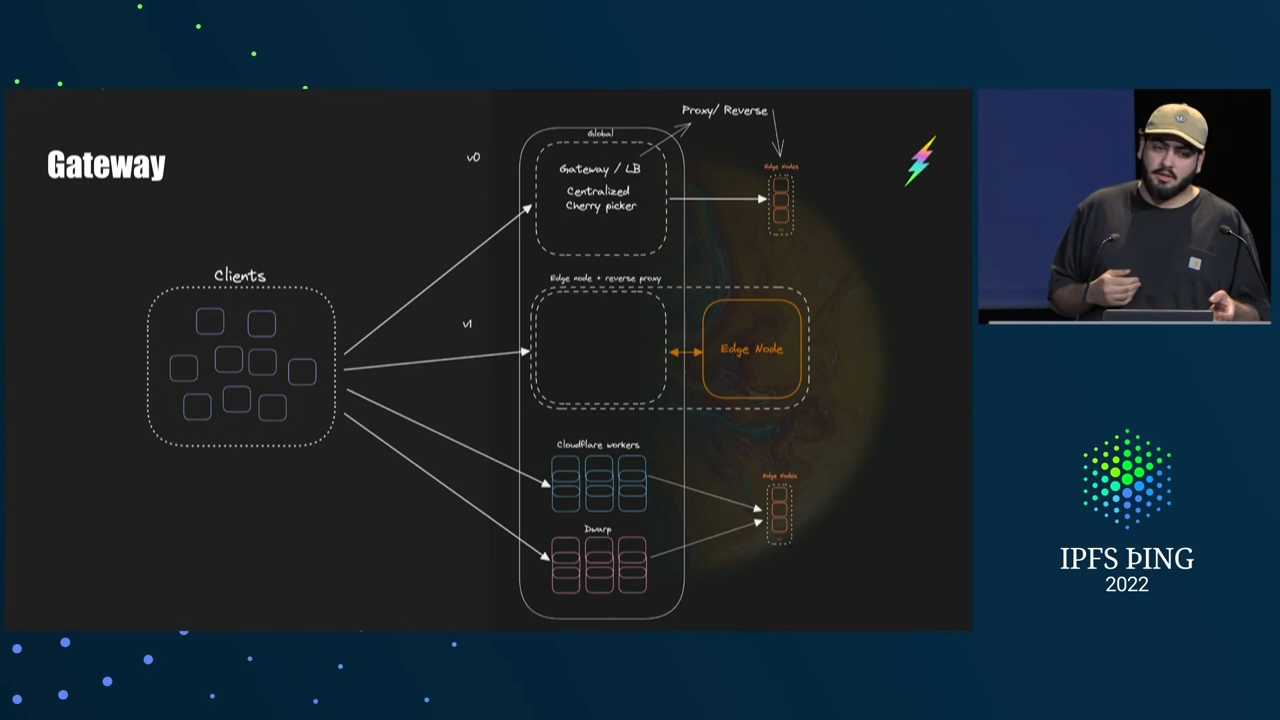 Gateway
v0
Global
Proxy/ Reverse
Gateway / LB
Centralized
Cherry picker
Edge Nodes
Clients
Edge node + reverse proxy
v1
Edge Node
Cloudflare workers
Edge Nodes
Dwarp
IPFS ÞING
2022